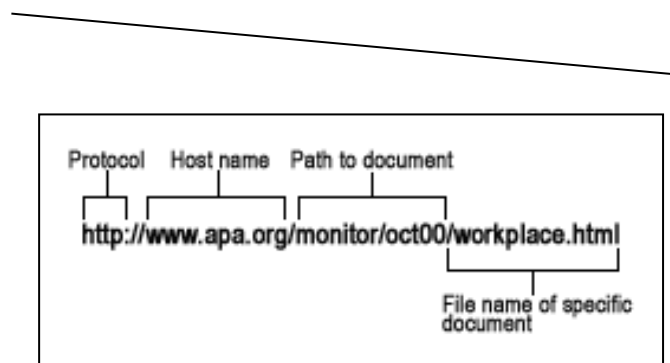 Protocol Host name Path to document
http://www.apa.org/monitor/oct00/workplace.html
File name of specific
document